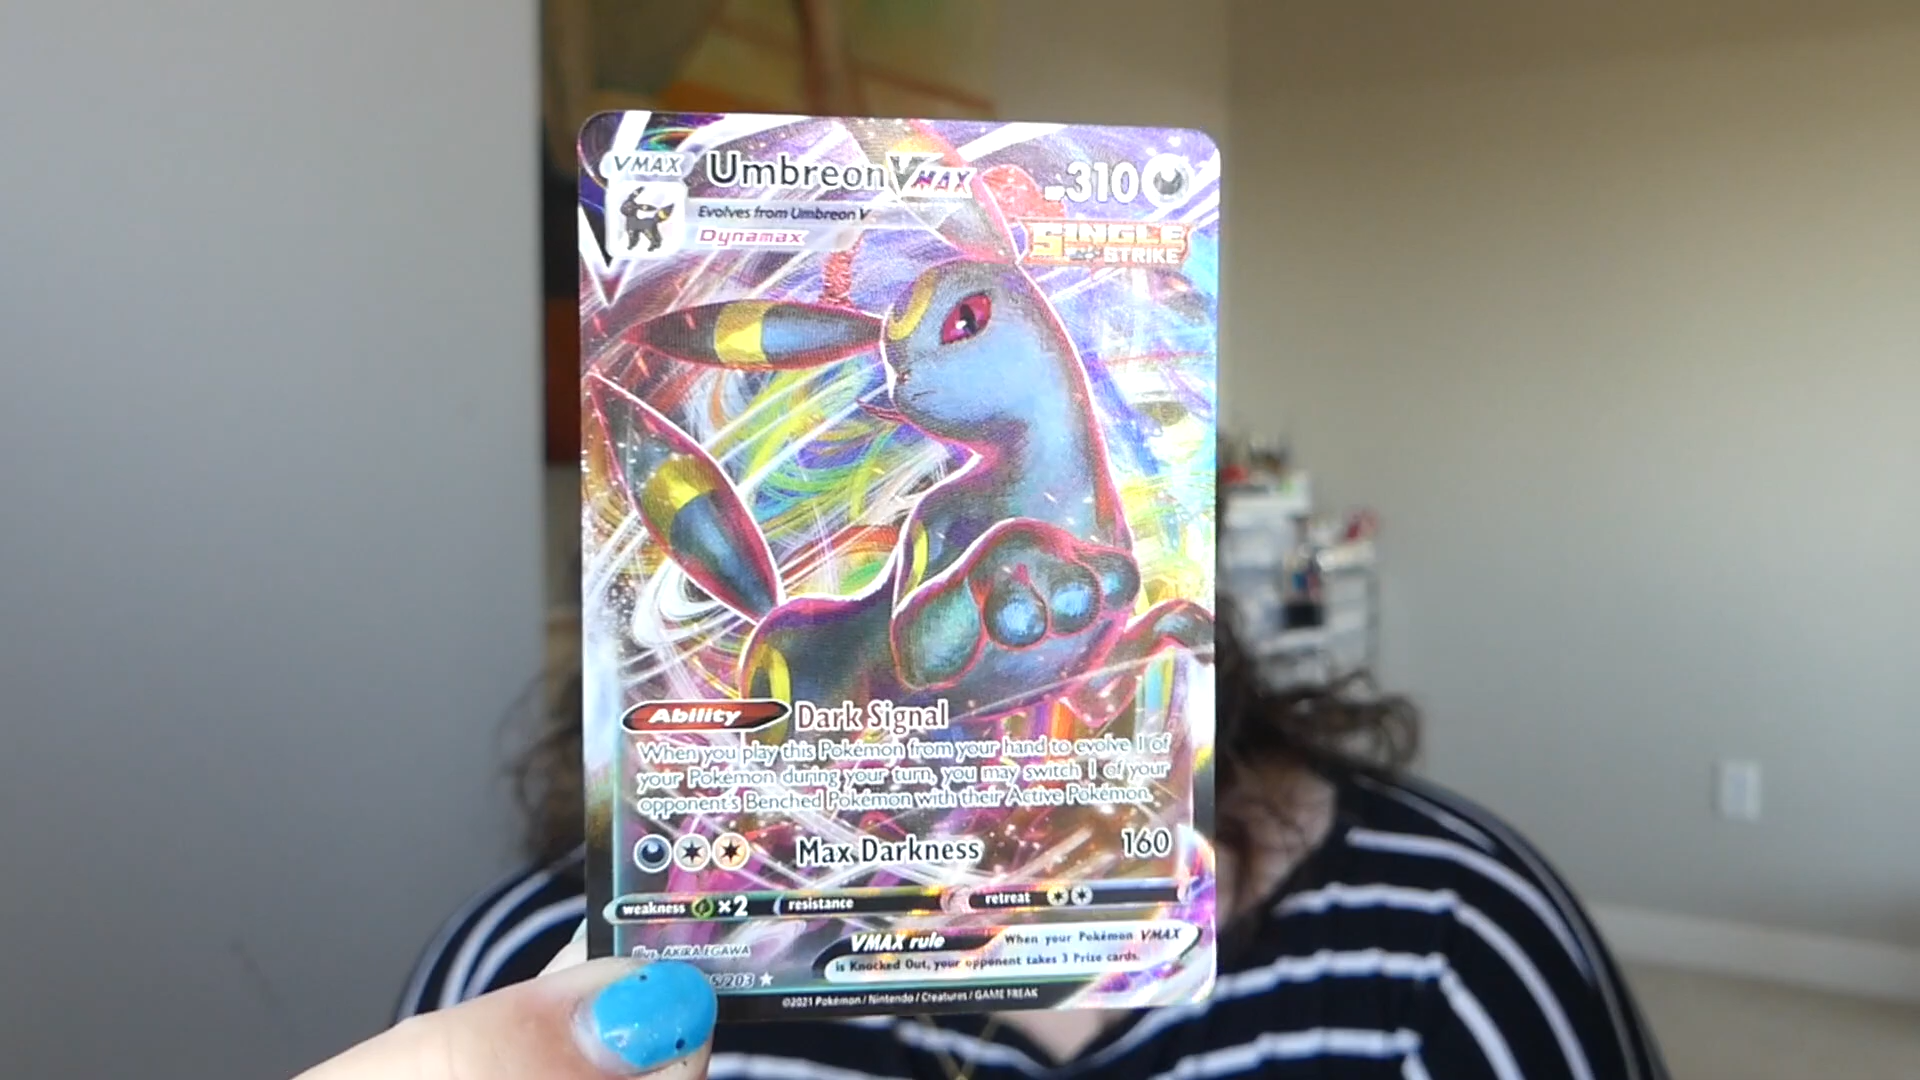 VMAX
Umbreon VMAX
310
Evolves from Umbreon V
Dynamax
SINGLE
STRIKE
Ability Dark Signal
When you play this Pokémon from your hand to evolve 1 of
your Pokémon during your turn, you may switch 1 of your
opponent's Benched Pokémon with their Active Pokémon.
Max Darkness 160
weakness ×2 resistance retreat
VMAX rule When your Pokémon VMAX
is Knocked Out, your opponent takes 3 Prize cards.
Illus. AKIRA EGAWA
5/203
©2021 Pokémon / Nintendo / Creatures / GAME FREAK